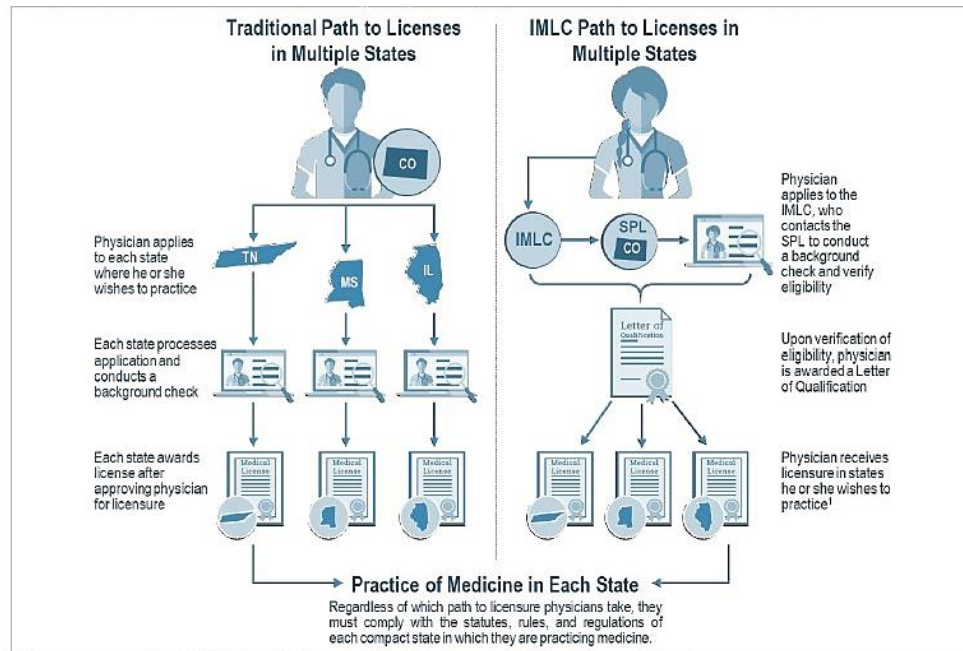 Traditional Path to Licenses
in Multiple States
CO
Physician applies
to each state
where he or she
wishes to practice
TN
MS
IL
Each state processes
application and
conducts a
background check
Each state awards
license after
approving physician
for licensure
Medical
License
Medical
License
Medical
License
IMLC Path to Licenses in
Multiple States
IMLC
SPL
CO
Physician
applies to the
IMLC, who
contacts the
SPL to conduct
a background
check and verify
eligibility
Letter of
Qualification
Upon verification of
eligibility, physician
is awarded a Letter
of Qualification
Medical
License
Medical
License
Medical
License
Physician receives
licensure in states
he or she wishes to
practice¹
Practice of Medicine in Each State
Regardless of which path to licensure physicians take, they
must comply with the statutes, rules, and regulations of
each compact state in which they are practicing medicine.